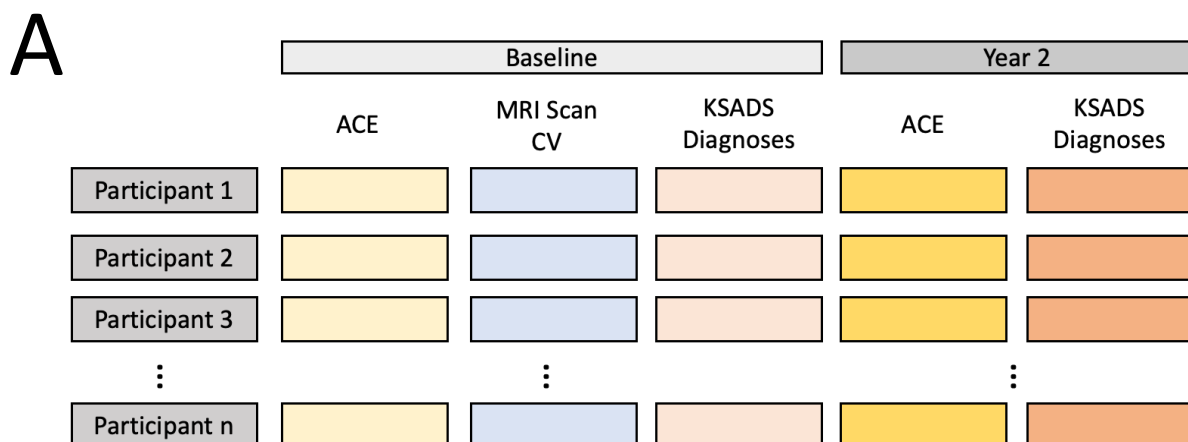 A
Baseline
Year 2
ACE
MRI Scan
CV
KSADS
Diagnoses
ACE
KSADS
Diagnoses
Participant 1
Participant 2
Participant 3
⋮ ⋮ ⋮
Participant n